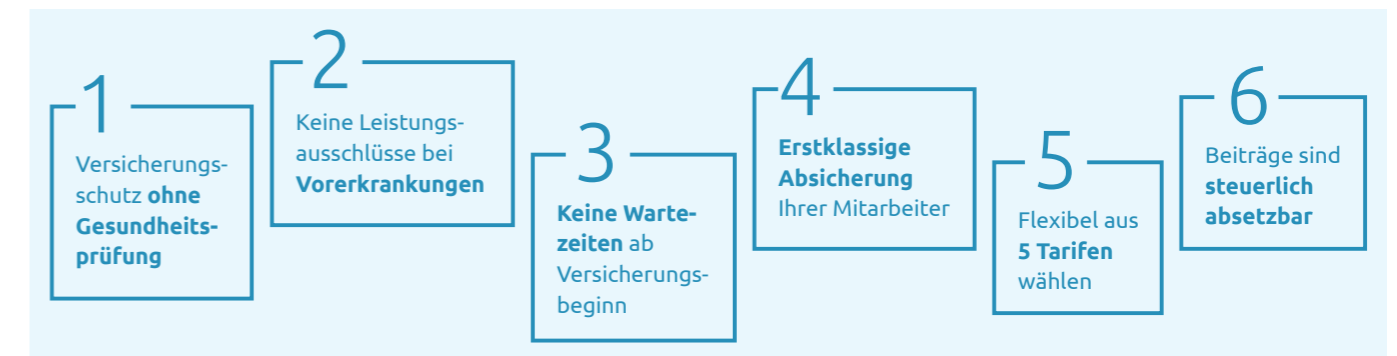 1
Versicherungs-
schutz ohne
Gesundheits-
prüfung
2
Keine Leistungs-
ausschlüsse bei
Vorerkrankungen
3
Keine Warte-
zeiten ab
Versicherungs-
beginn
4
Erstklassige
Absicherung
Ihrer Mitarbeiter
5
Flexibel aus
5 Tarifen
wählen
6
Beiträge sind
steuerlich
absetzbar